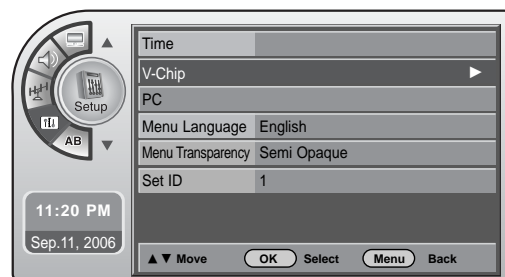 Setup
AB
11:20 PM
Sep.11, 2006
Time
V-Chip
PC
Menu Language English
Menu Transparency Semi Opaque
Set ID 1
▲▼ Move OK Select Menu Back